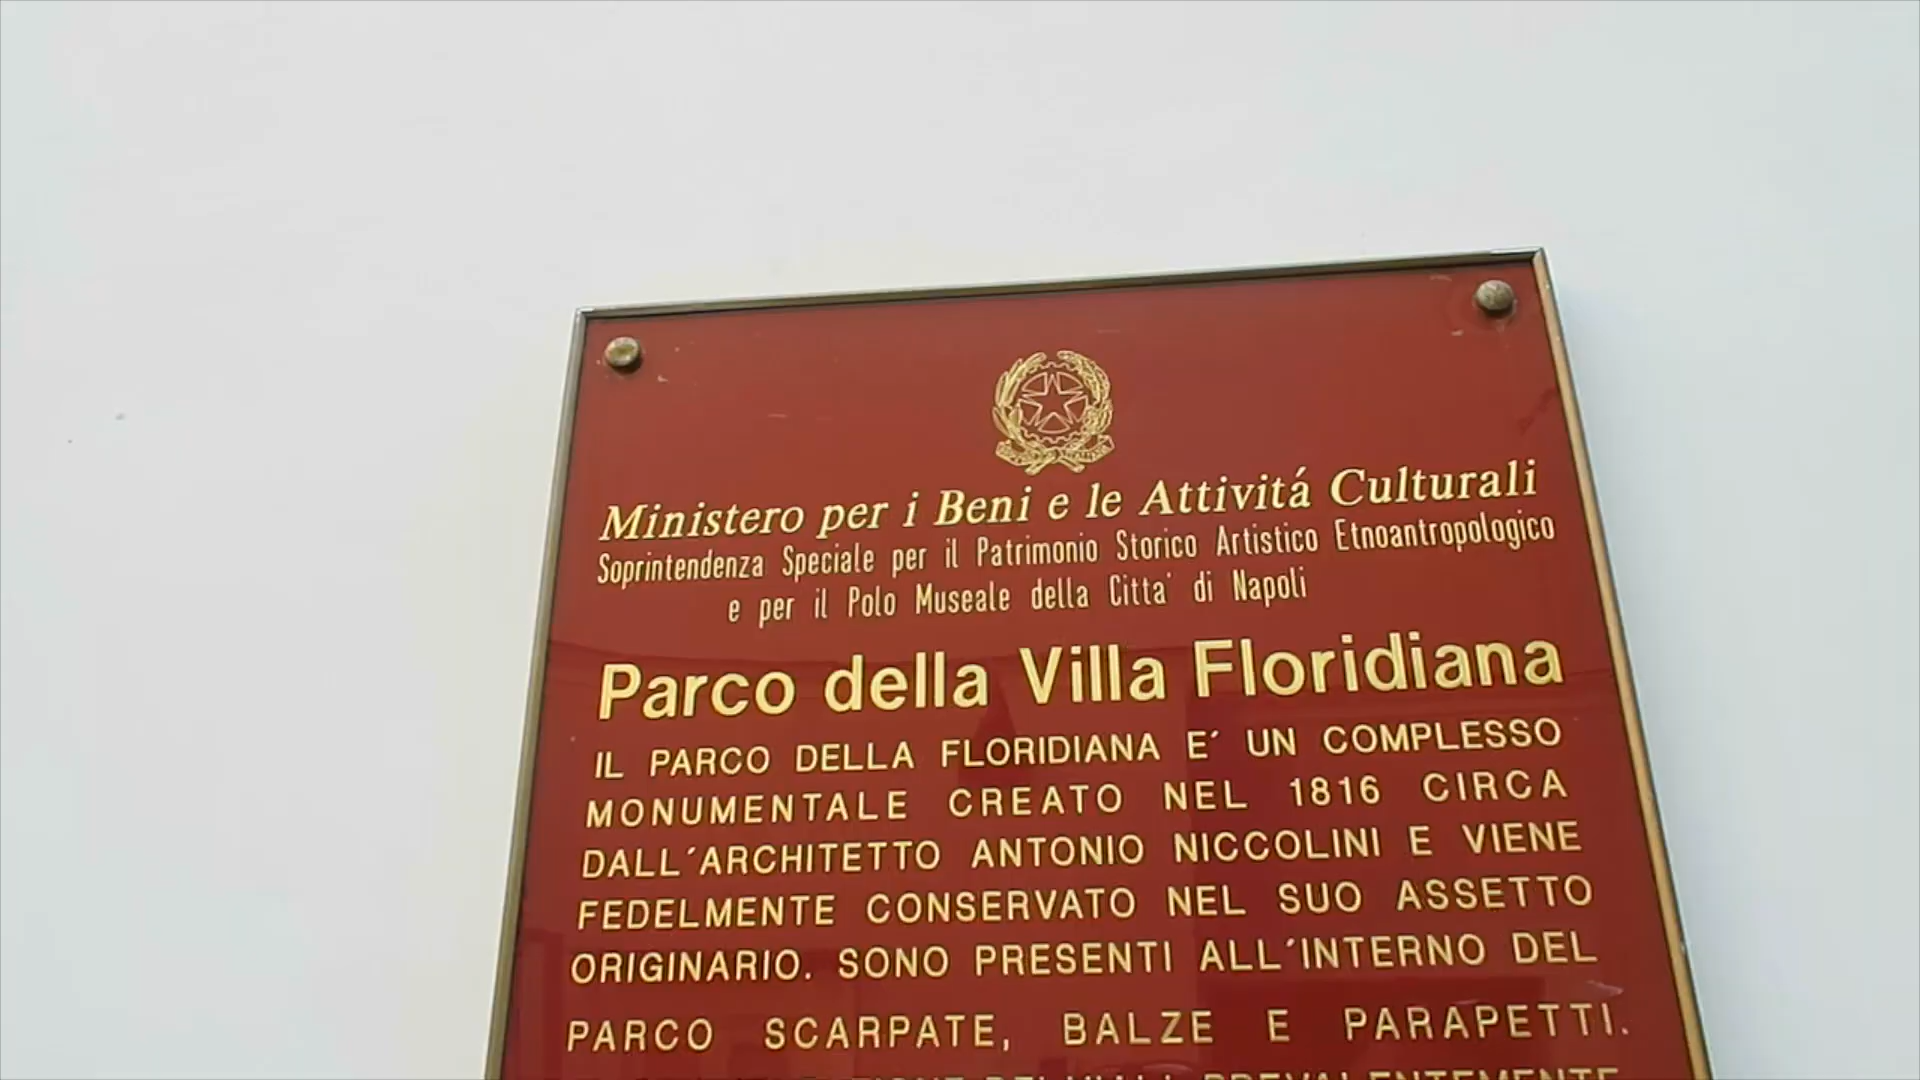 Ministero per i Beni e le Attivitá Culturali
Soprintendenza Speciale per il Patrimonio Storico Artistico Etnoantropologico
e per il Polo Museale della Citta' di Napoli
Parco della Villa Floridiana
IL PARCO DELLA FLORIDIANA E´ UN COMPLESSO
MONUMENTALE CREATO NEL 1816 CIRCA
DALL´ARCHITETTO ANTONIO NICCOLINI E VIENE
FEDELMENTE CONSERVATO NEL SUO ASSETTO
ORIGINARIO. SONO PRESENTI ALL´INTERNO DEL
PARCO SCARPATE, BALZE E PARAPETTI.
PREVALENTEMENTE